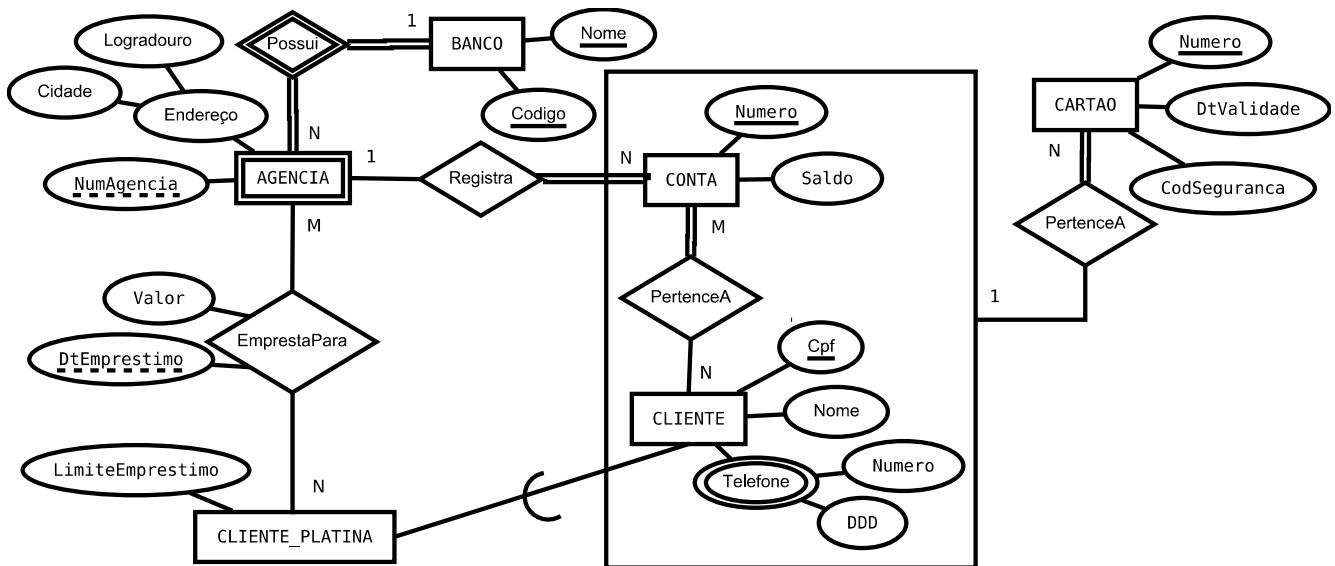 1
Possui
BANCO
Nome
Logradouro
Numero
Cidade
Endereço
Codigo
Numero
CARTAO
DtValidade
N
1
N
N
NumAgencia
AGENCIA
Registra
CONTA
Saldo
CodSeguranca
M
M
PertenceA
Valor
PertenceA
1
EmprestaPara
DtEmprestimo
Cpf
N
CLIENTE
Nome
LimiteEmprestimo
Telefone
Numero
N
DDD
CLIENTE_PLATINA